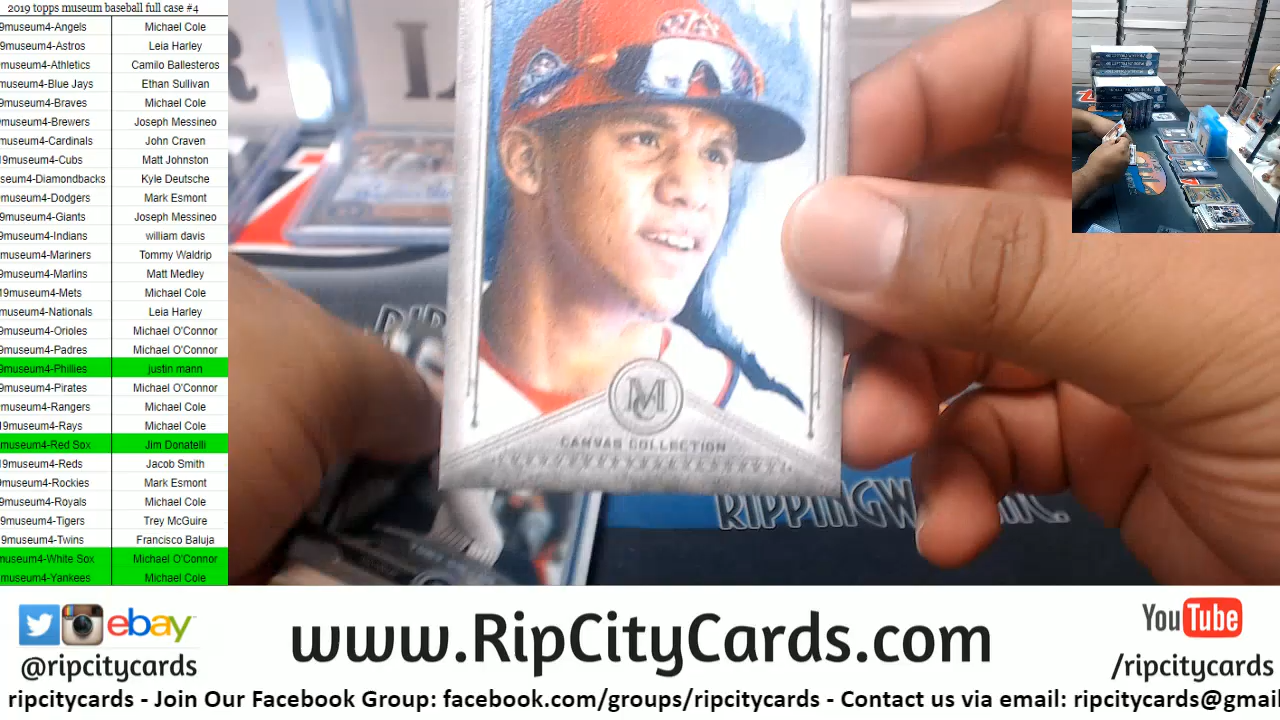 2019 topps museum baseball full case #4
9museum4-Angels Michael Cole
9museum4-Astros Leia Harley
museum4-Athletics Camilo Ballesteros
museum4-Blue Jays Ethan Sullivan
9museum4-Braves Michael Cole
museum4-Brewers Joseph Messineo
museum4-Cardinals John Craven
19museum4-Cubs Matt Johnston
seum4-Diamondbacks Kyle Deutsche
museum4-Dodgers Mark Esmont
9museum4-Giants Joseph Messineo
9museum4-Indians william davis
museum4-Mariners Tommy Waldrip
9museum4-Marlins Matt Medley
19museum4-Mets Michael Cole
museum4-Nationals Leia Harley
9museum4-Orioles Michael O'Connor
9museum4-Padres Michael O'Connor
9museum4-Phillies justin mann
9museum4-Pirates Michael O'Connor
9museum4-Rangers Michael Cole
19museum4-Rays Michael Cole
museum4-Red Sox Jim Donatelli
19museum4-Reds Jacob Smith
museum4-Rockies Mark Esmont
9museum4-Royals Michael Cole
9museum4-Tigers Trey McGuire
9museum4-Twins Francisco Baluja
museum4-White Sox Michael O'Connor
museum4-Yankees Michael Cole
MC
CANVAS COLLECTION
ebay
@ripcitycards
www.RipCityCards.com
YouTube
/ripcitycards
ripcitycards - Join Our Facebook Group: facebook.com/groups/ripcitycards - Contact us via email: ripcitycards@gmai